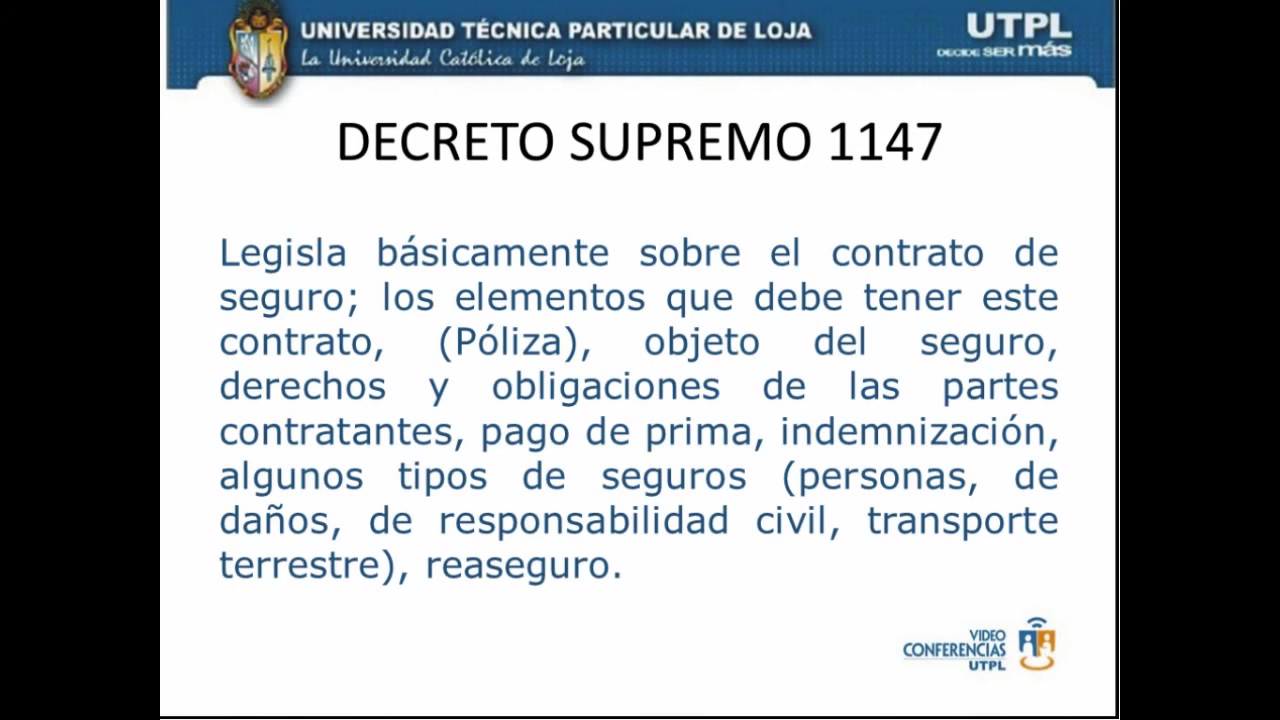 UNIVERSIDAD TÉCNICA PARTICULAR DE LOJA
La Universidad Católica de Loja
UTPL
DECIDE SER más
DECRETO SUPREMO 1147
Legisla básicamente sobre el contrato de
seguro; los elementos que debe tener este
contrato, (Póliza), objeto del seguro,
derechos y obligaciones de las partes
contratantes, pago de prima, indemnización,
algunos tipos de seguros (personas, de
daños, de responsabilidad civil, transporte
terrestre), reaseguro.
VIDEO
CONFERENCIAS
UTPL